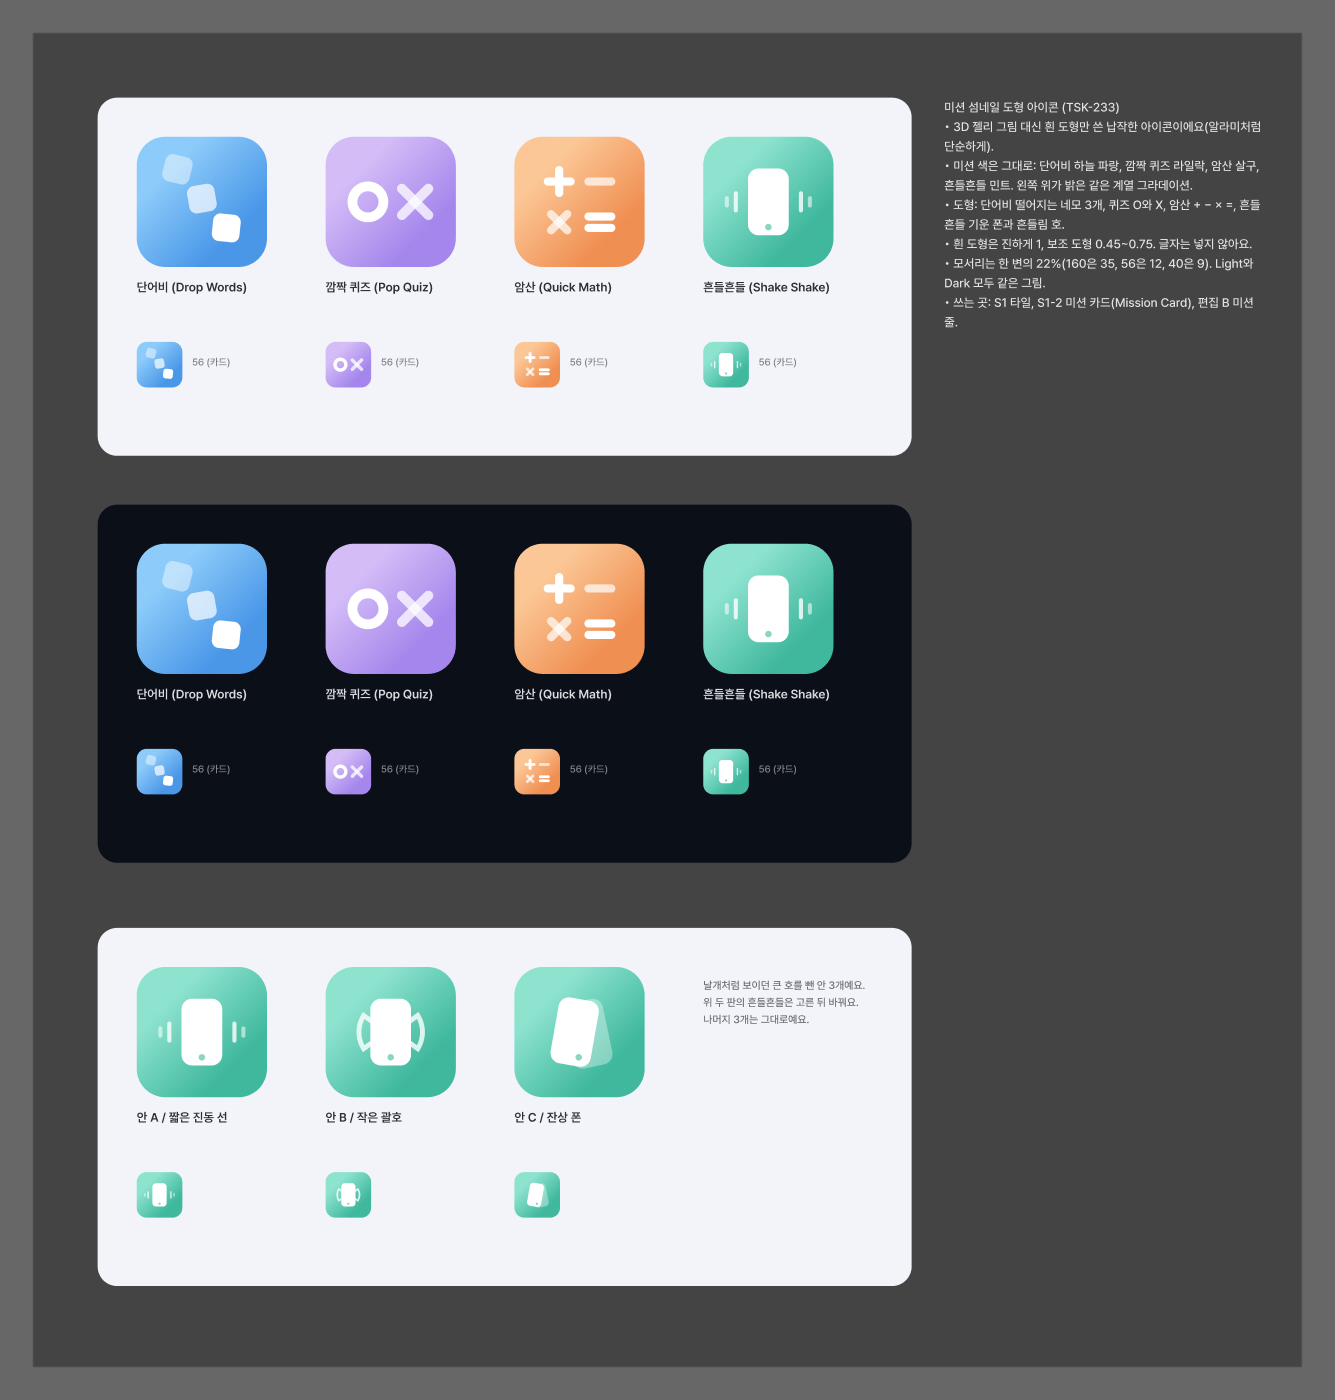 단어비 (Drop Words)
깜짝 퀴즈 (Pop Quiz)
암산 (Quick Math)
흔들흔들 (Shake Shake)
56 (카드)
56 (카드)
56 (카드)
56 (카드)
미션 섬네일 도형 아이콘 (TSK-233)
• 3D 젤리 그림 대신 흰 도형만 쓴 납작한 아이콘이에요(알라미처럼
단순하게).
• 미션 색은 그대로: 단어비 하늘 파랑, 깜짝 퀴즈 라일락, 암산 살구,
흔들흔들 민트. 왼쪽 위가 밝은 같은 계열 그라데이션.
• 도형: 단어비 떨어지는 네모 3개, 퀴즈 O와 X, 암산 + − × =, 흔들
흔들 기운 폰과 흔들림 호.
• 흰 도형은 진하게 1, 보조 도형 0.45~0.75. 글자는 넣지 않아요.
• 모서리는 한 변의 22%(160은 35, 56은 12, 40은 9). Light와
Dark 모두 같은 그림.
• 쓰는 곳: S1 타일, S1-2 미션 카드(Mission Card), 편집 B 미션
줄.
단어비 (Drop Words)
깜짝 퀴즈 (Pop Quiz)
암산 (Quick Math)
흔들흔들 (Shake Shake)
56 (카드)
56 (카드)
56 (카드)
56 (카드)
날개처럼 보이던 큰 호를 뺀 안 3개예요.
위 두 판의 흔들흔들은 고른 뒤 바꿔요.
나머지 3개는 그대로예요.
안 A / 짧은 진동 선
안 B / 작은 괄호
안 C / 잔상 폰